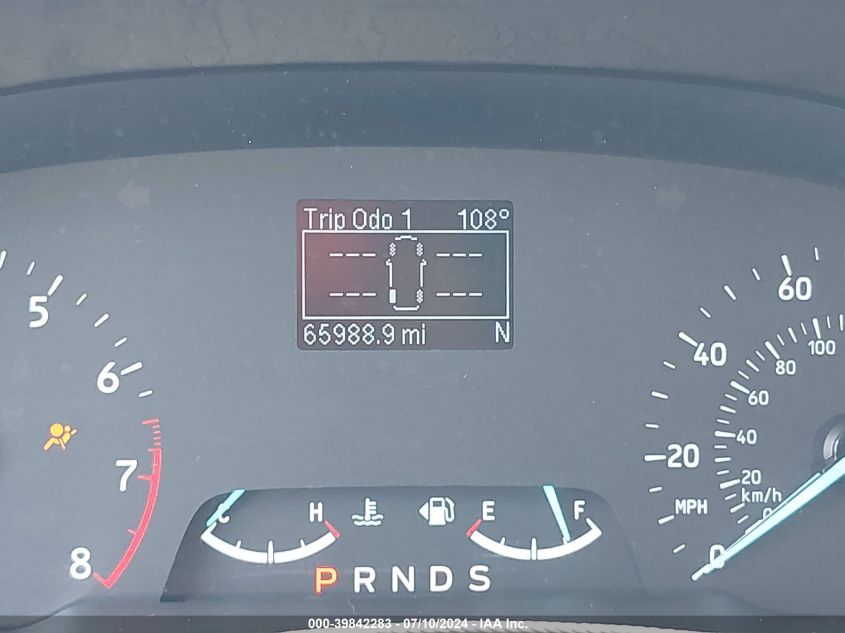 Trip Odo 1 108°
--- ---
--- ---
65988.9 mi N
5
6
7
8
60
40
20
0
MPH
100
80
60
40
20
km/h
0
C H E F
P R N D S
000-39842283 - 07/10/2024 - IAA Inc.